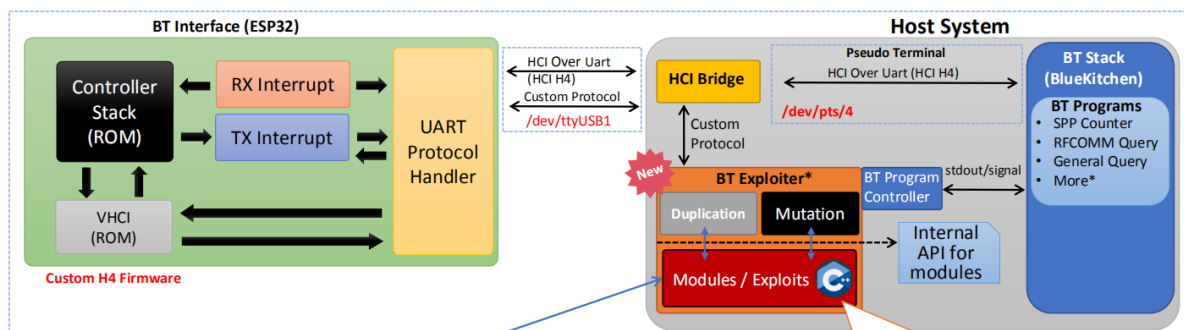 BT Interface (ESP32)
Controller
Stack
(ROM)
RX Interrupt
TX Interrupt
UART
Protocol
Handler
VHCI
(ROM)
Custom H4 Firmware
HCI Over Uart
(HCI H4)
Custom Protocol
/dev/ttyUSB1
Host System
HCI Bridge
Pseudo Terminal
HCI Over Uart (HCI H4)
/dev/pts/4
Custom
Protocol
BT Stack
(BlueKitchen)
BT Programs
• SPP Counter
• RFCOMM Query
• General Query
• More*
New
BT Exploiter*
Duplication
Mutation
BT Program
Controller
stdout/signal
Internal
API for
modules
Modules / Exploits
C++